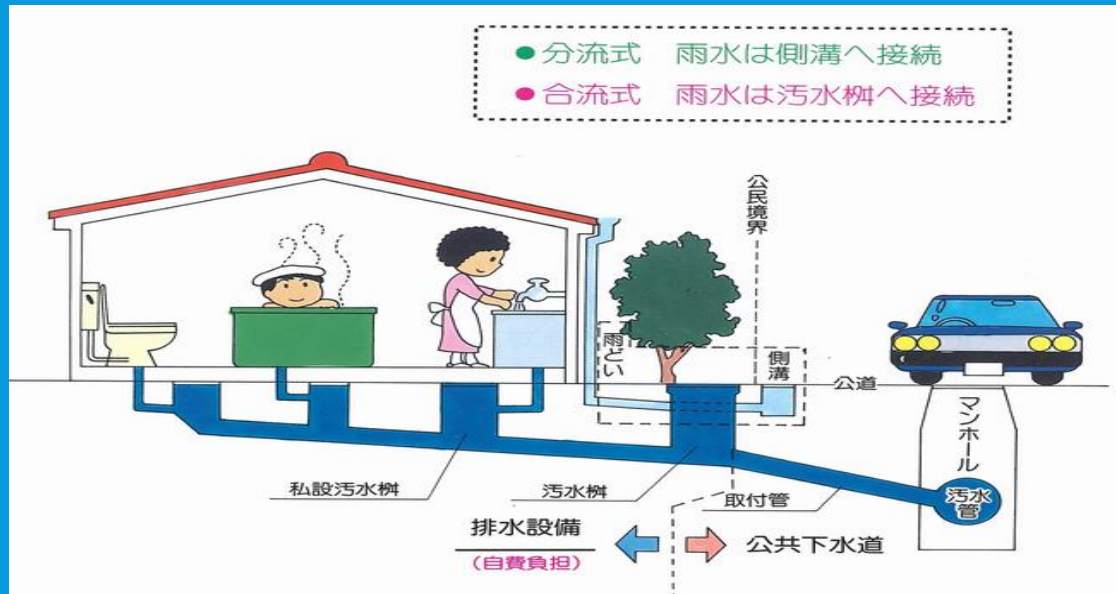 ●分流式　雨水は側溝へ接続
●合流式　雨水は汚水桝へ接続
公民境界
雨どい
側溝
公道
マンホール
汚水管
私設汚水桝
汚水桝
取付管
排水設備
(自費負担)
公共下水道